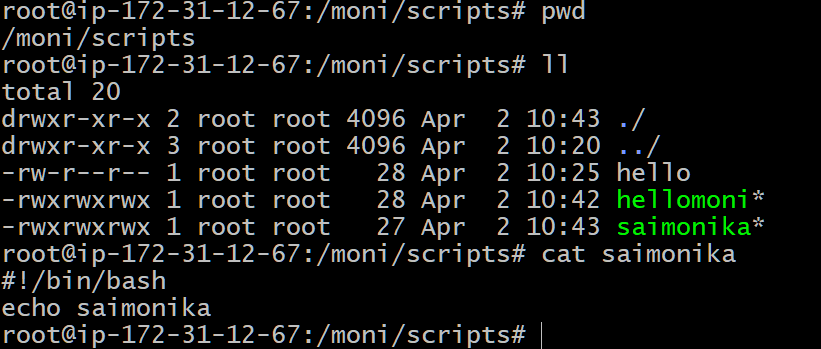 root@ip-172-31-12-67:/moni/scripts# pwd
/moni/scripts
root@ip-172-31-12-67:/moni/scripts# ll
total 20
drwxr-xr-x 2 root root 4096 Apr  2 10:43 ./
drwxr-xr-x 3 root root 4096 Apr  2 10:20 ../
-rw-r--r-- 1 root root   28 Apr  2 10:25 hello
-rwxrwxrwx 1 root root   28 Apr  2 10:42 hellomoni*
-rwxrwxrwx 1 root root   27 Apr  2 10:43 saimonika*
root@ip-172-31-12-67:/moni/scripts# cat saimonika
#!/bin/bash
echo saimonika
root@ip-172-31-12-67:/moni/scripts#